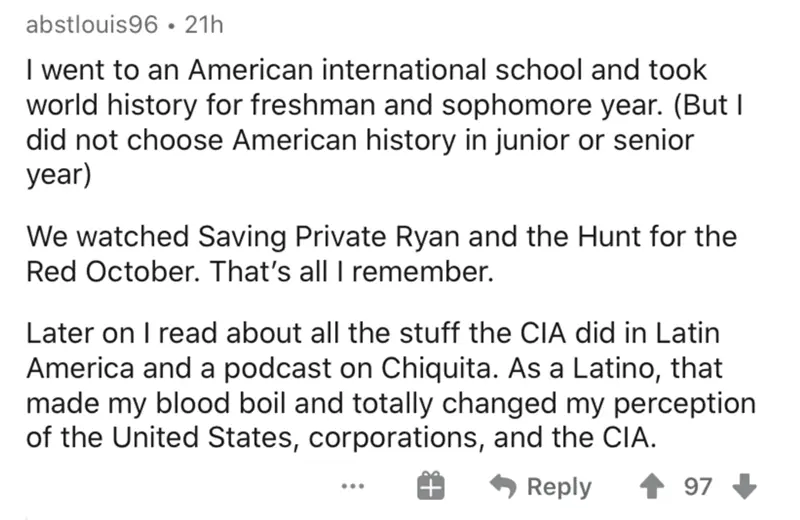 abstlouis96 • 21h
I went to an American international school and took
world history for freshman and sophomore year. (But I
did not choose American history in junior or senior
year)
We watched Saving Private Ryan and the Hunt for the
Red October. That's all I remember.
Later on I read about all the stuff the CIA did in Latin
America and a podcast on Chiquita. As a Latino, that
made my blood boil and totally changed my perception
of the United States, corporations, and the CIA.
... Reply 97